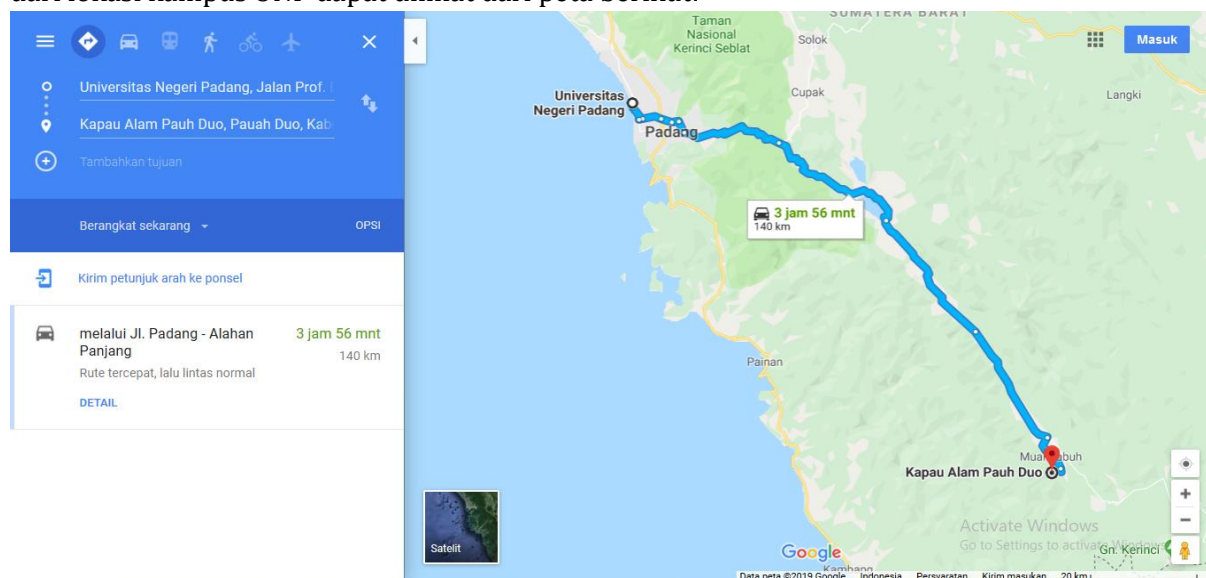 Universitas Negeri Padang, Jalan Prof.
Kapau Alam Pauh Duo, Pauah Duo, Kab
Tambahkan tujuan
Berangkat sekarang
OPSI
Kirim petunjuk arah ke ponsel
melalui Jl. Padang - Alahan
Panjang
3 jam 56 mnt
140 km
Rute tercepat, lalu lintas normal
DETAIL
SUMATERA BARAT
Masuk
Taman
Nasional
Kerinci Seblat
Solok
Cupak
Langki
Universitas
Negeri Padang
Padang
3 jam 56 mnt
140 km
Painan
Kapau Alam Pauh Duo
Satelit
Google
Kambang
Activate Windows
Go to Settings to activate Windows
Gn. Kerinci
Data peta ©2019 Google Indonesia Persyaratan Kirim masukan 20 km